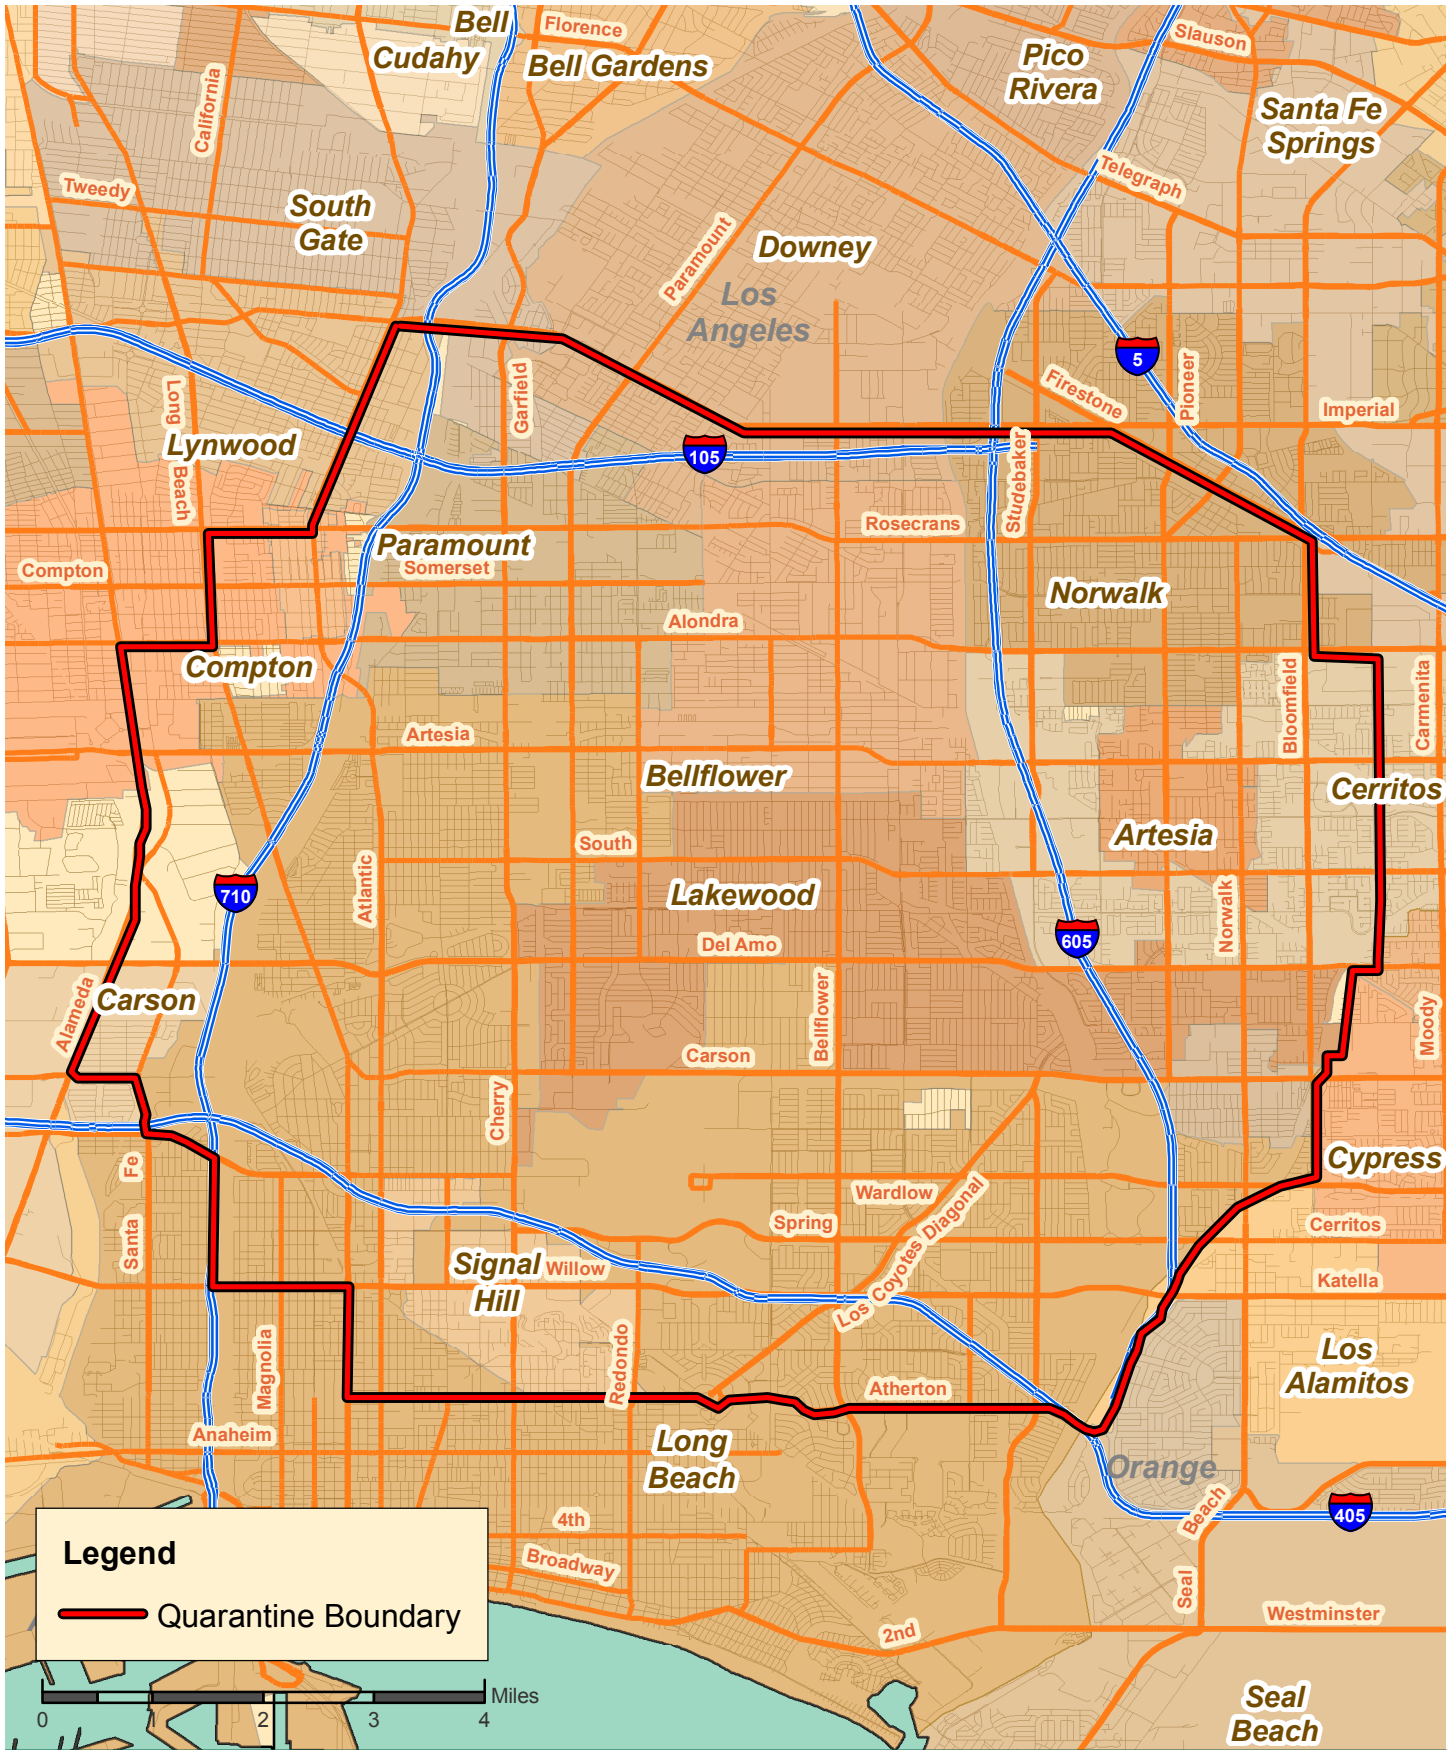 Bell
Florence
Slauson
Cudahy
Bell Gardens
Pico
Rivera
California
Santa Fe
Springs
Tweedy
Telegraph
South
Gate
Paramount
Downey
Los
Angeles
5
Long
Beach
Garfield
Firestone
Pioneer
Imperial
Lynwood
105
Studebaker
Rosecrans
Paramount
Somerset
Compton
Norwalk
Alondra
Compton
Bloomfield
Carmenita
Artesia
Bellflower
Cerritos
Artesia
South
Atlantic
710
Lakewood
Norwalk
605
Del Amo
Alameda
Carson
Bellflower
Moody
Carson
Cherry
Fe
Santa
Cypress
Wardlow
Los Coyotes Diagonal
Spring
Cerritos
Signal
Hill
Willow
Katella
Magnolia
Redondo
Los
Alamitos
Atherton
Anaheim
Long
Beach
Orange
Seal Beach
405
4th
Broadway
Legend
Quarantine Boundary
Westminster
2nd
Miles
0 1 2 3 4
Seal
Beach